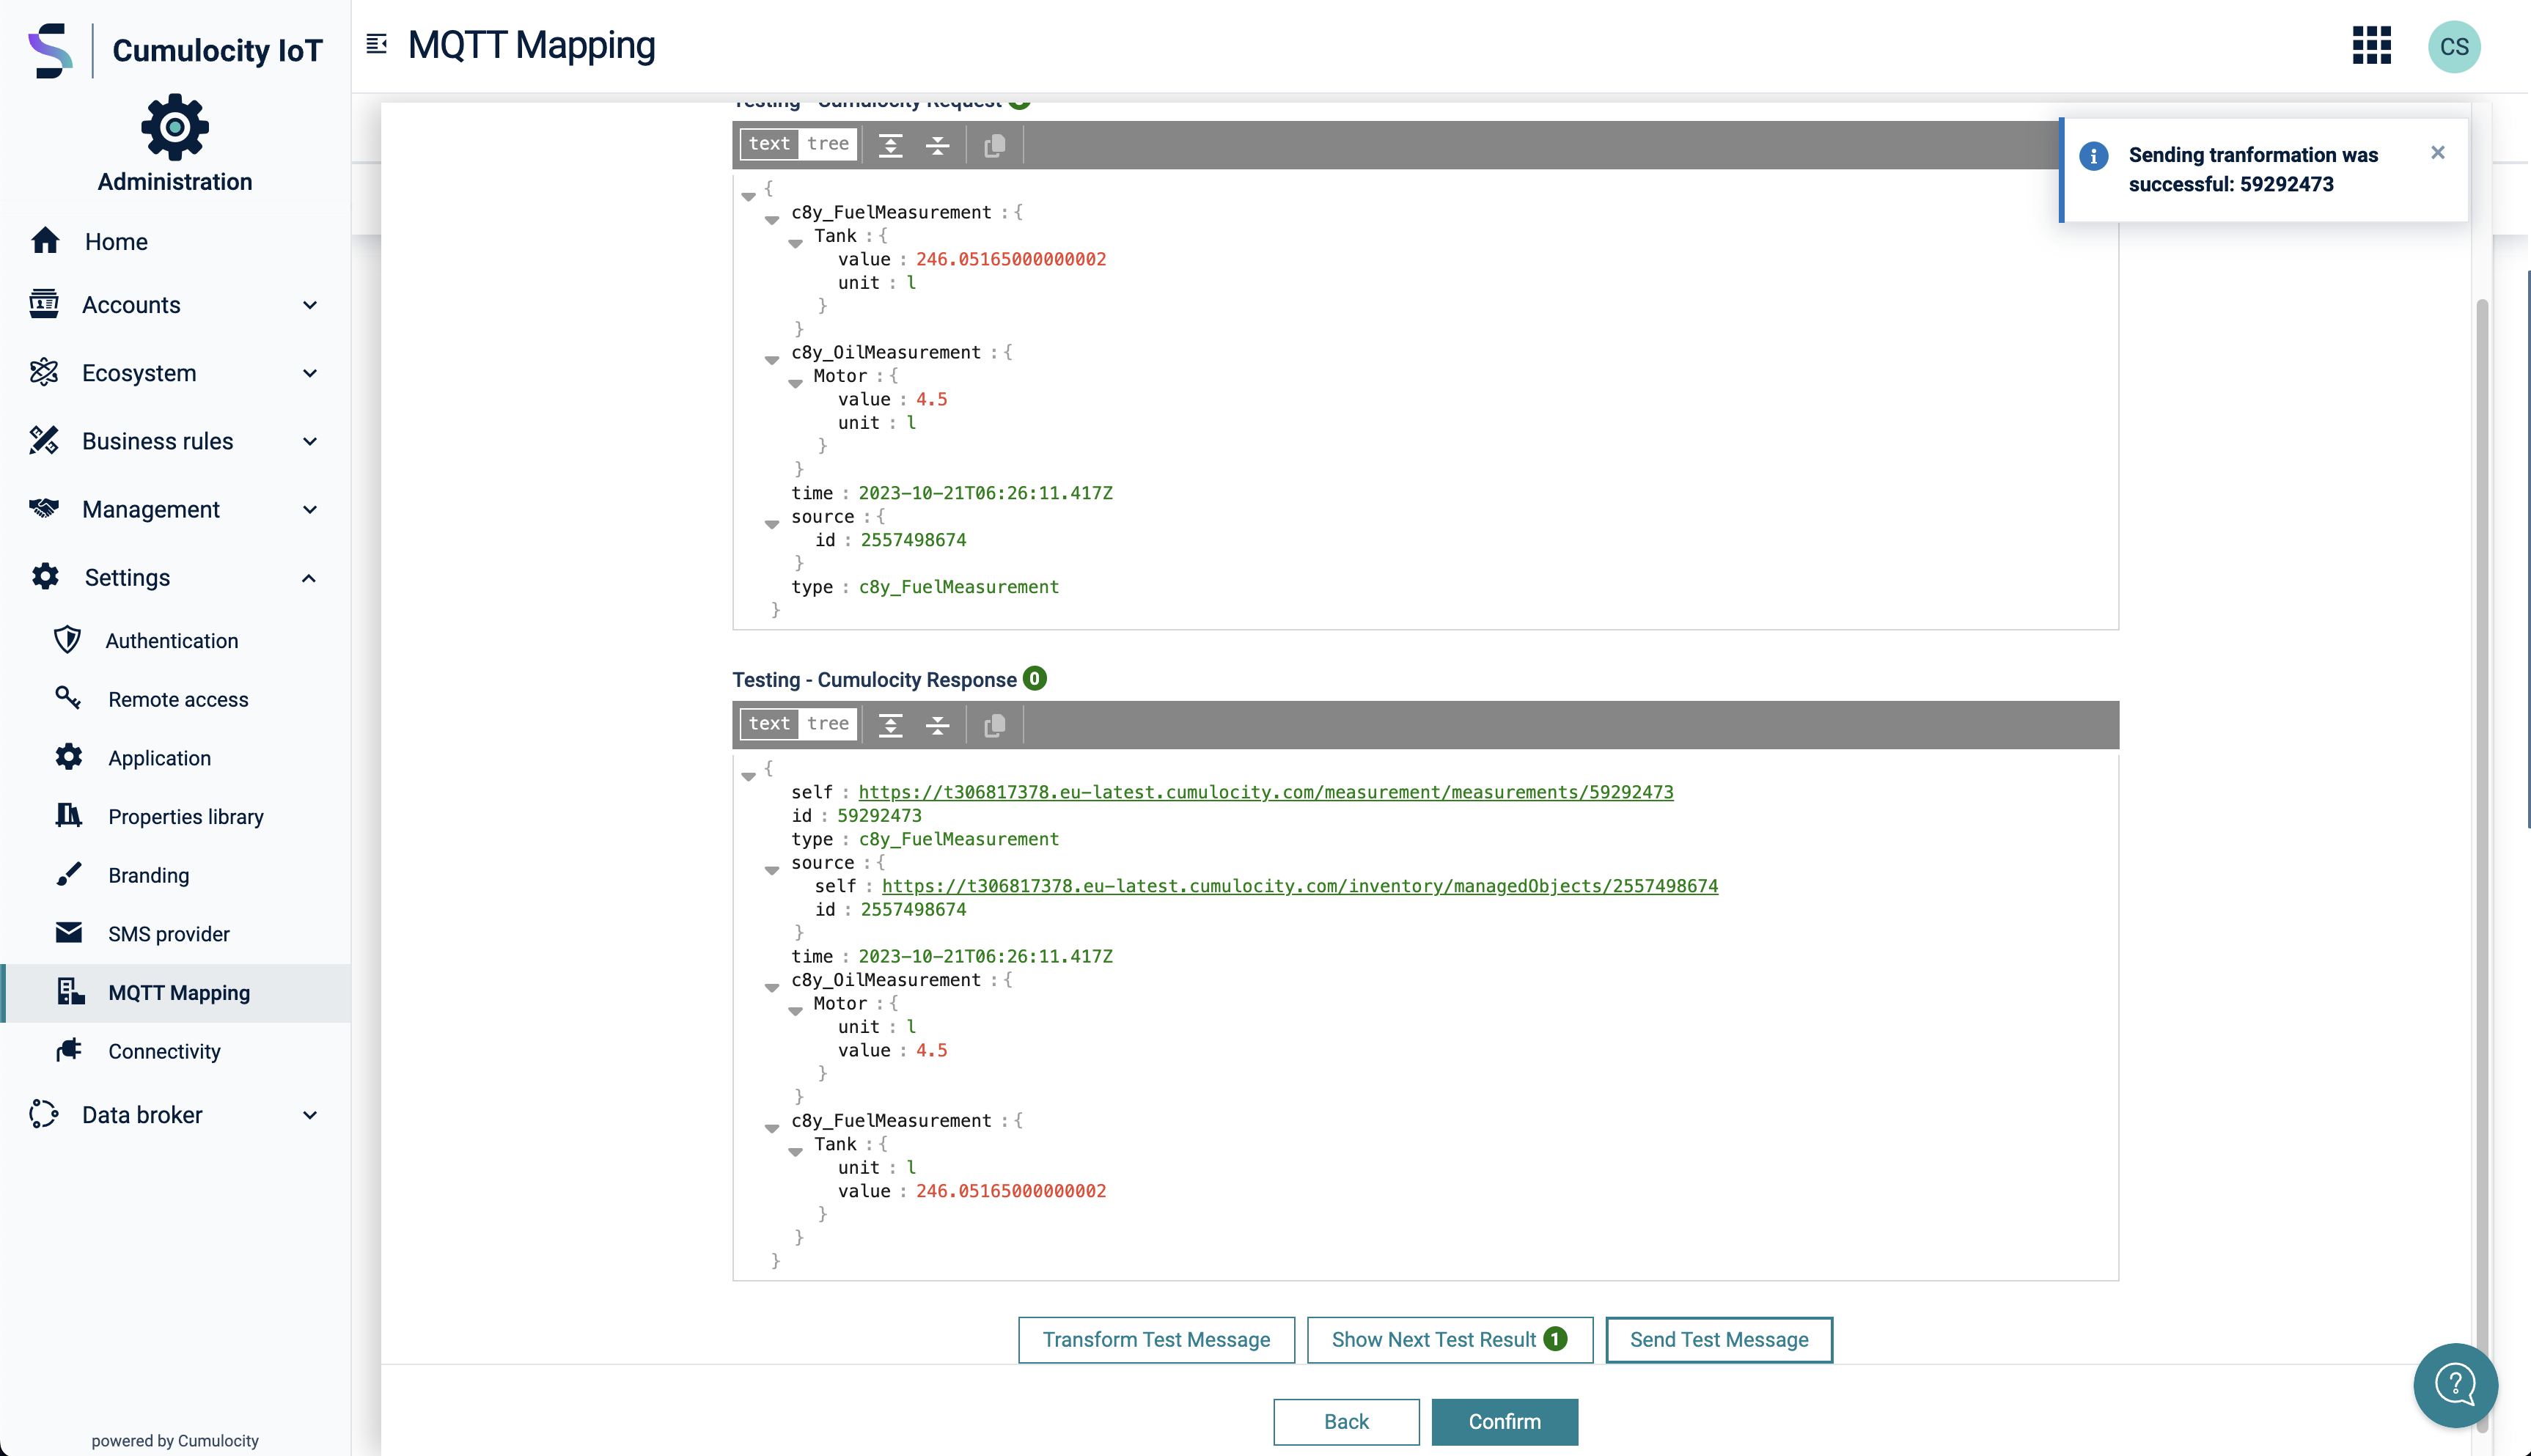 Cumulocity IoT
MQTT Mapping
CS
Administration
Home
Accounts
Ecosystem
Business rules
Management
Settings
Authentication
Remote access
Application
Properties library
Branding
SMS provider
MQTT Mapping
Connectivity
Data broker
powered by Cumulocity
Testing - Cumulocity Request
text tree
{
c8y_FuelMeasurement : {
Tank : {
value : 246.05165000000002
unit : l
}
}
c8y_OilMeasurement : {
Motor : {
value : 4.5
unit : l
}
}
time : 2023-10-21T06:26:11.417Z
source : {
id : 2557498674
}
type : c8y_FuelMeasurement
}
Sending tranformation was
successful: 59292473
Testing - Cumulocity Response 0
text tree
{
self : https://t306817378.eu-latest.cumulocity.com/measurement/measurements/59292473
id : 59292473
type : c8y_FuelMeasurement
source : {
self : https://t306817378.eu-latest.cumulocity.com/inventory/managedObjects/2557498674
id : 2557498674
}
time : 2023-10-21T06:26:11.417Z
c8y_OilMeasurement : {
Motor : {
unit : l
value : 4.5
}
}
c8y_FuelMeasurement : {
Tank : {
unit : l
value : 246.05165000000002
}
}
}
Transform Test Message
Show Next Test Result 1
Send Test Message
Back
Confirm